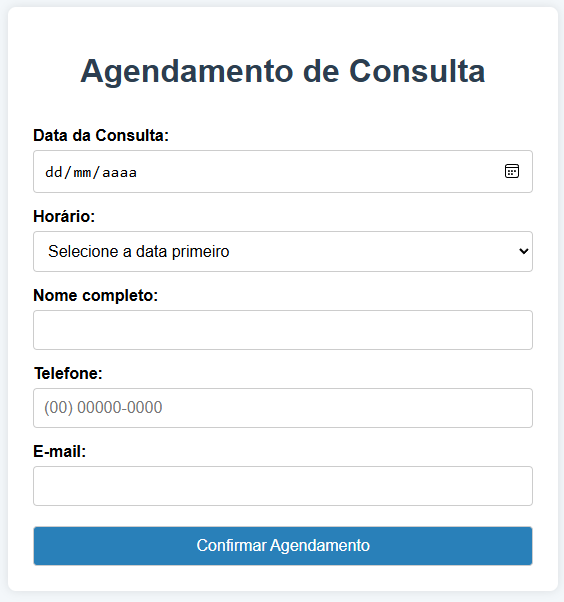 Agendamento de Consulta
Data da Consulta:
dd/mm/aaaa
Horário:
Selecione a data primeiro
Nome completo:
Telefone:
(00) 00000-0000
E-mail:
Confirmar Agendamento